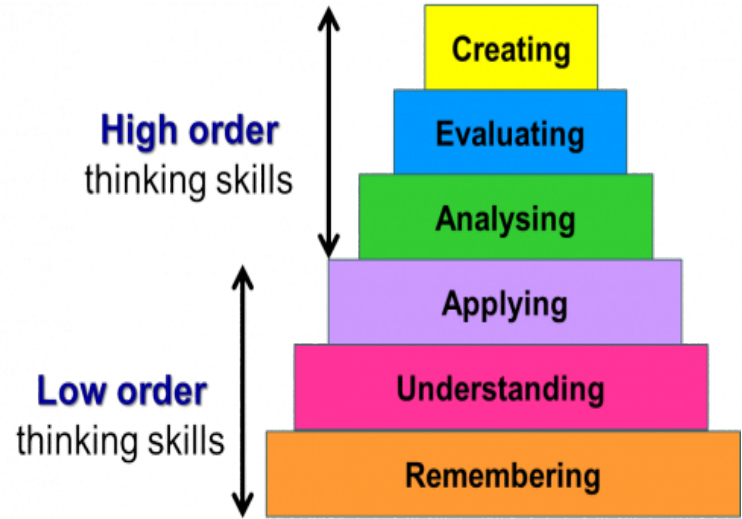 Creating
High order
thinking skills
Evaluating
Analysing
Applying
Low order
thinking skills
Understanding
Remembering